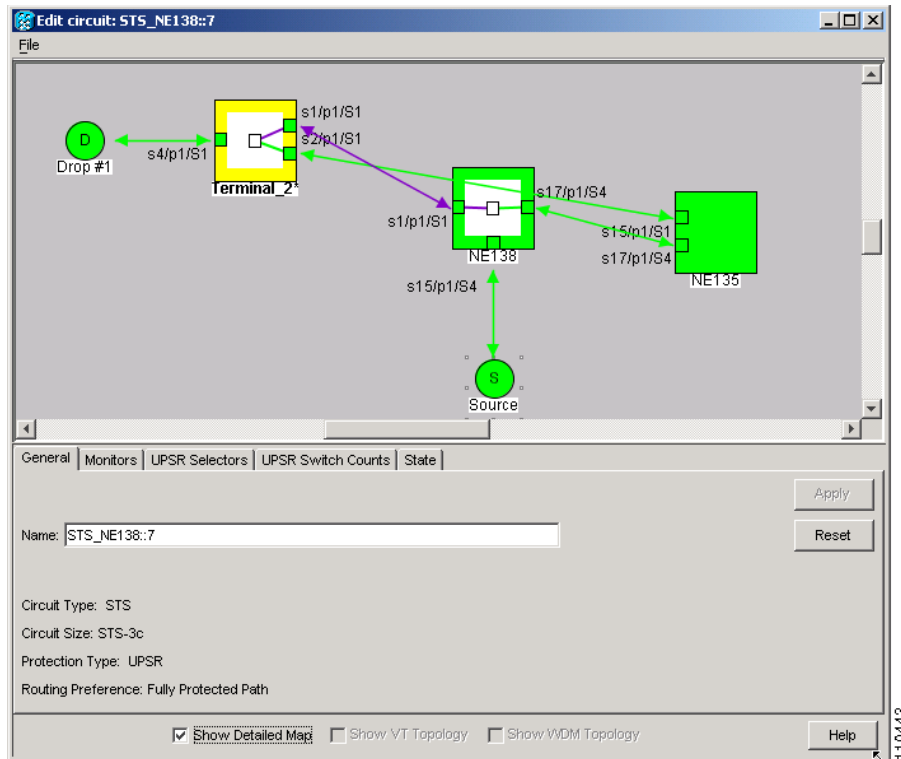 Edit circuit: STS_NE138::7
File
s1/p1/S1
D
s2/p1/S1
s4/p1/S1
Drop #1
Terminal_2*
s17/p1/S4
s1/p1/S1
s15/p1/S1
NE138
s17/p1/S4
NE135
s15/p1/S4
S
Source
General Monitors UPSR Selectors UPSR Switch Counts State
Apply
Name: STS_NE138::7
Reset
Circuit Type: STS
Circuit Size: STS-3c
Protection Type: UPSR
Routing Preference: Fully Protected Path
Show Detailed Map Show VT Topology Show WDM Topology Help